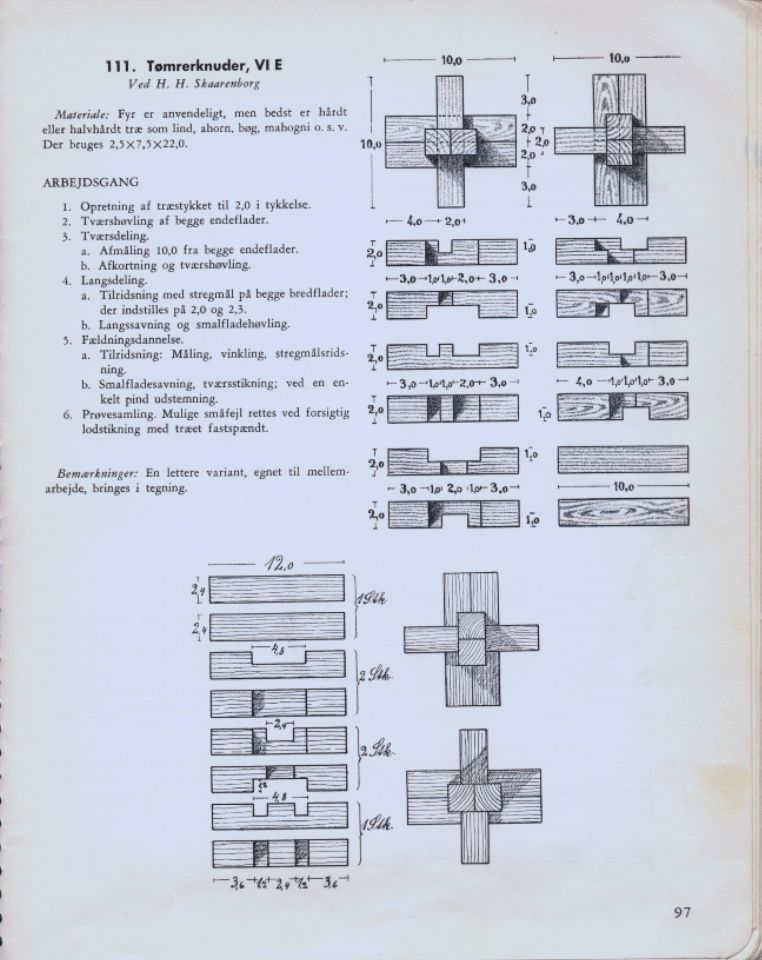 111. Tømrerknuder, VI E
Ved H. H. Skaarenborg
Materiale: Fyr er anvendeligt, men bedst er hårdt
eller halvhårdt træ som lind, ahorn, bøg, mahogni o. s. v.
Der bruges 2,5×7,5×22,0.
ARBEJDSGANG
1. Opretning af træstykket til 2,0 i tykkelse.
2. Tværshøvling af begge endeflader.
3. Tværsdeling.
a. Afmåling 10,0 fra begge endeflader.
b. Afkortning og tværshøvling.
4. Langsdeling.
a. Tilridsning med stregmål på begge bredflader;
der indstilles på 2,0 og 2,3.
b. Langssavning og smalfladehøvling.
5. Fældningsdannelse.
a. Tilridsning: Måling, vinkling, stregmålsrids-
ning.
b. Smalfladesavning, tværsstikning; ved en en-
kelt pind udstemning.
6. Prøvesamling. Mulige småfejl rettes ved forsigtig
lodstikning med træet fastspændt.
Bemærkninger: En lettere variant, egnet til mellem-
arbejde, bringes i tegning.
10,0
10,0
3,0
2,0
2,0
3,0
2,0
10,0
4,0 2,0
3,0 4,0
2,0
1,0
3,0 1,0 1,0 2,0 3,0
3,0 1,0 1,0 1,0 1,0 3,0
2,0
1,0
2,0
1,0
3,0 1,0 1,0 2,0 3,0
4,0 1,0 1,0 1,0 3,0
2,0
1,0
2,0
1,0
3,0 1,0 2,0 1,0 3,0
10,0
2,0
1,0
12,0
2,4
1 Stk
2,4
4,8
2 Stk.
2,4
2 Stk.
1,2
4,8
1 Stk.
3,6 1,2 2,4 1,2 3,6
97